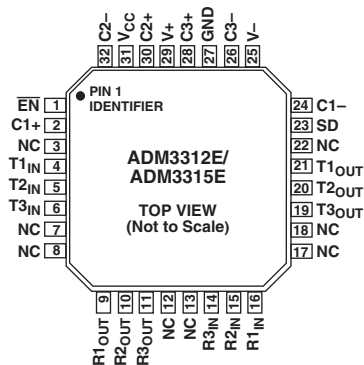 C2– VCC C2+ V+ C3+ GND C3– V–
32 31 30 29 28 27 26 25
EN 1
C1+ 2
NC 3
T1IN 4
T2IN 5
T3IN 6
NC 7
NC 8
PIN 1
IDENTIFIER
ADM3312E/
ADM3315E
TOP VIEW
(Not to Scale)
24 C1–
23 SD
22 NC
21 T1OUT
20 T2OUT
19 T3OUT
18 NC
17 NC
9 10 11 12 13 14 15 16
R1OUT R2OUT R3OUT NC NC R3IN R2IN R1IN